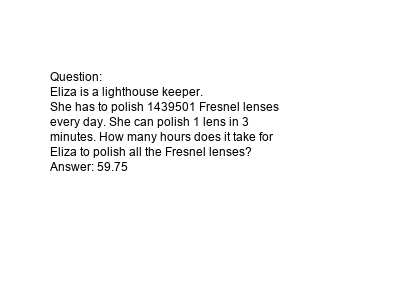 Question:
Eliza is a lighthouse keeper.
She has to polish 1439501 Fresnel lenses
every day. She can polish 1 lens in 3
minutes. How many hours does it take for
Eliza to polish all the Fresnel lenses?
Answer: 59.75